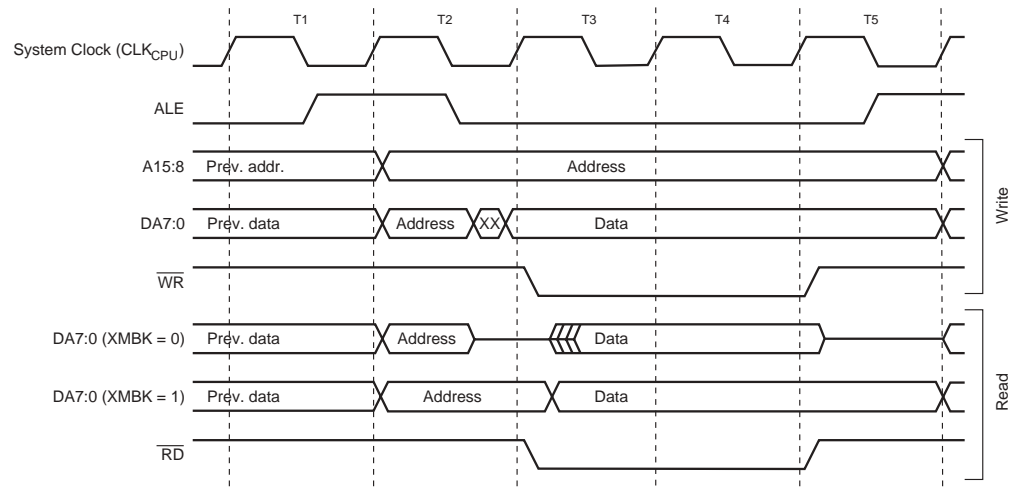 T1 T2 T3 T4 T5
System Clock (CLKCPU)
ALE
A15:8 Prev. addr. Address
DA7:0 Prev. data Address XX Data
WR
Write
DA7:0 (XMBK = 0) Prev. data Address Data
DA7:0 (XMBK = 1) Prev. data Address Data
RD
Read